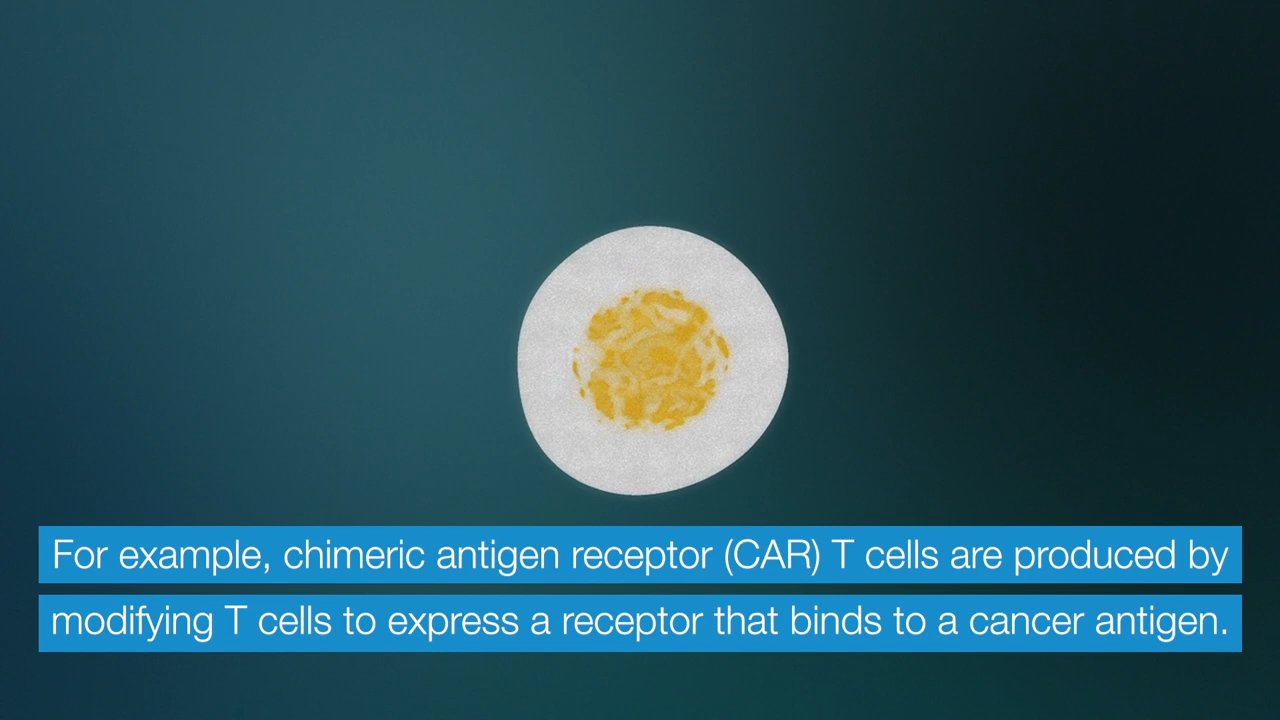 For example, chimeric antigen receptor (CAR) T cells are produced by
modifying T cells to express a receptor that binds to a cancer antigen.